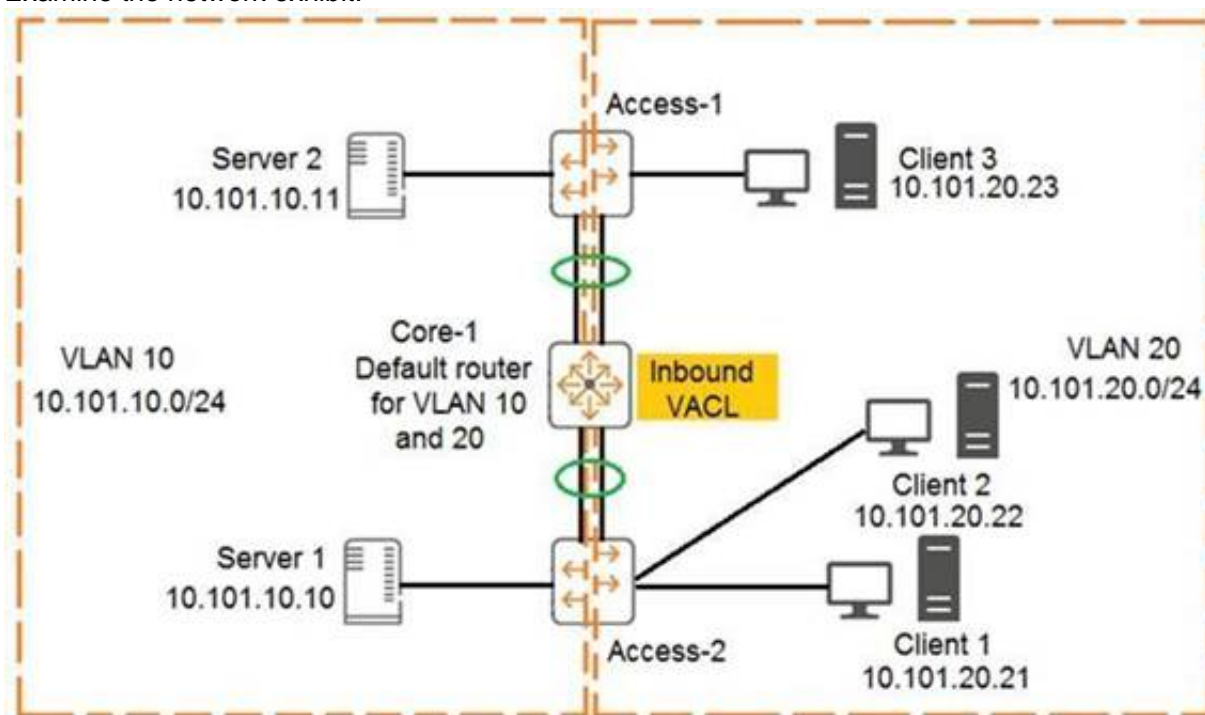 Access-1
Server 2
10.101.10.11
Client 3
10.101.20.23
VLAN 10
10.101.10.0/24
Core-1
Default router
for VLAN 10
and 20
Inbound
VACL
VLAN 20
10.101.20.0/24
Client 2
10.101.20.22
Server 1
10.101.10.10
Access-2
Client 1
10.101.20.21